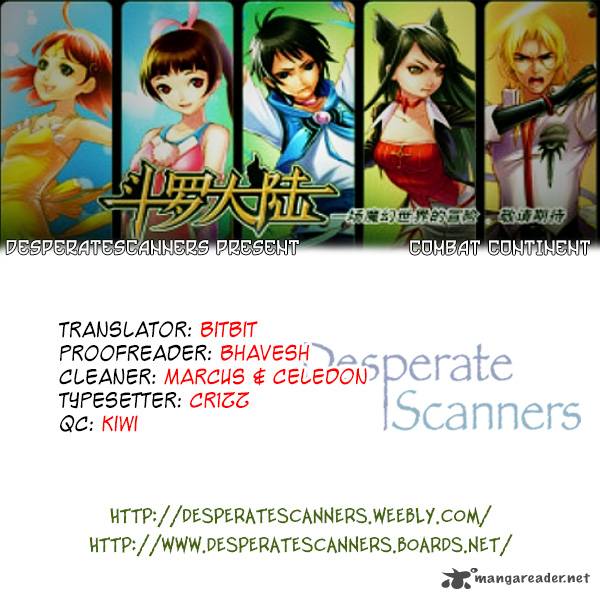 斗罗大陆
一场魔幻世界的冒险 敬请期待
DESPERATESCANNERS PRESENT COMBAT CONTINENT
TRANSLATOR: BITBIT
PROOFREADER: BHAVESH
CLEANER: MARCUS & CELEDON
TYPESETTER: CRIZZ
QC: KIWI
Desperate
Scanners
HTTP://DESPERATESCANNERS.WEEBLY.COM/
HTTP://WWW.DESPERATESCANNERS.BOARDS.NET/
mangareader.net